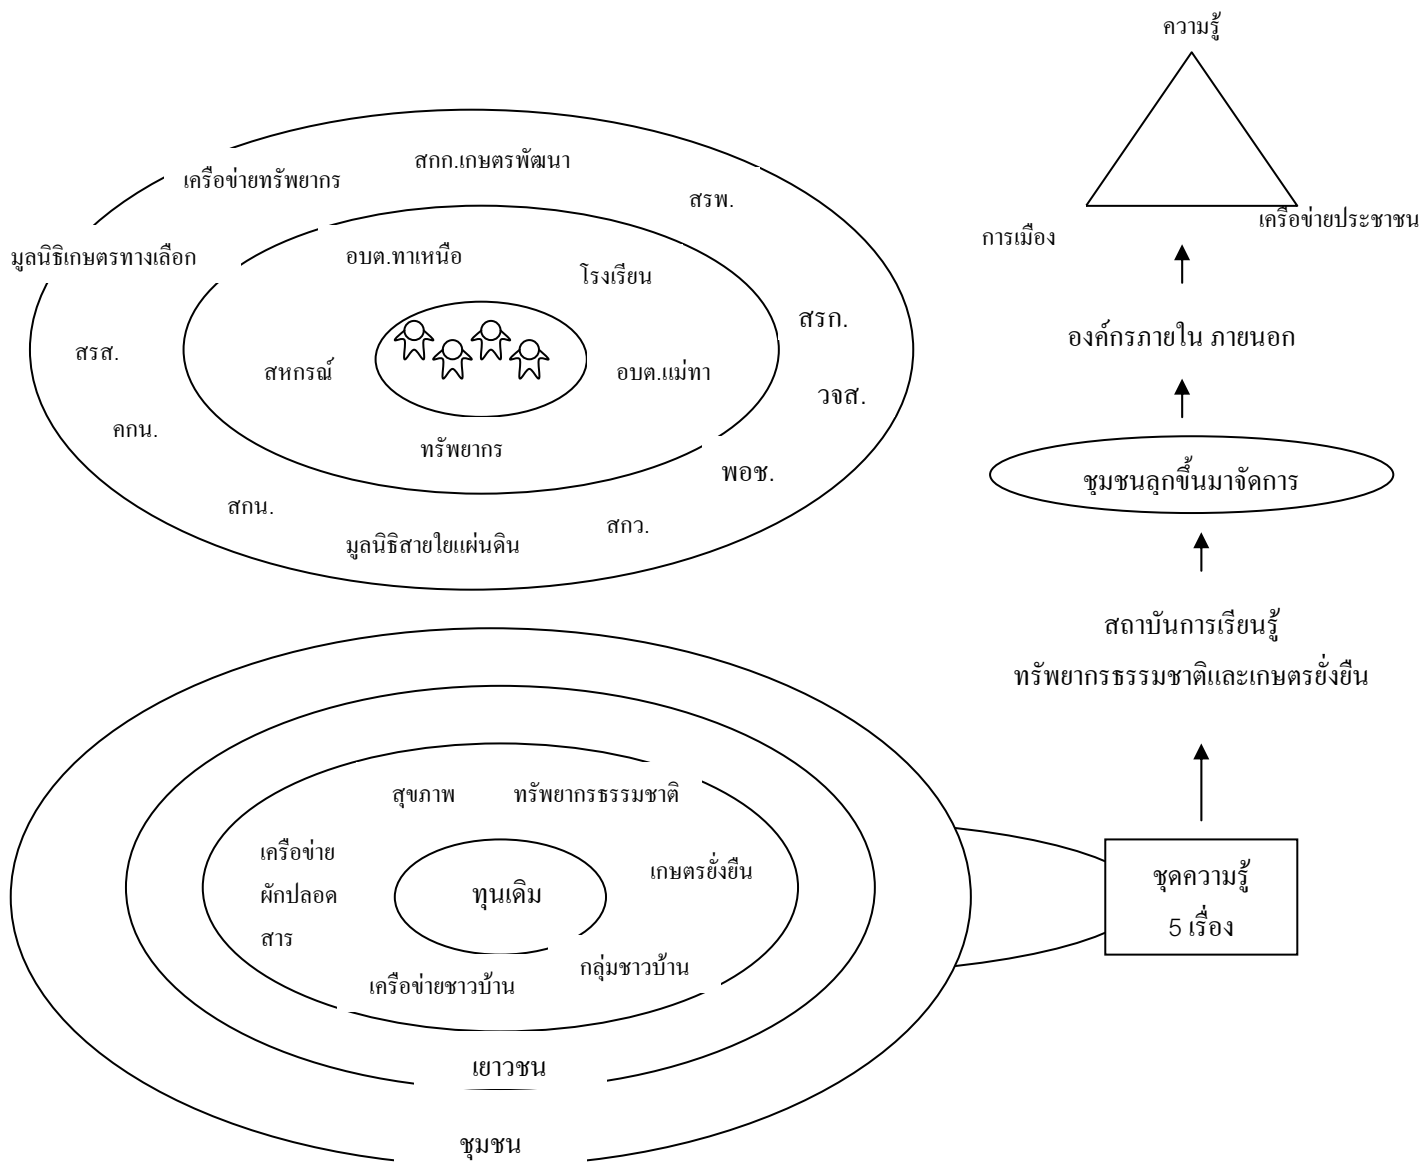 ความรู้
สกก.เกษตรพัฒนา
เครือข่ายทรัพยากร
สรพ.
เครือข่ายประชาชน
การเมือง
มูลนิธิเกษตรทางเลือก
อบต.ทาเหนือ
โรงเรียน
สรก.
องค์กรภายใน ภายนอก
สรส.
สหกรณ์
อบต.แม่ทา
วจส.
คกน.
ทรัพยากร
พอช.
ชุมชนลุกขึ้นมาจัดการ
สกน.
สกว.
มูลนิธิสายใยแผ่นดิน
สถาบันการเรียนรู้
ทรัพยากรธรรมชาติและเกษตรยั่งยืน
สุขภาพ
ทรัพยากรธรรมชาติ
เครือข่าย
ผักปลอด
สาร
เกษตรยั่งยืน
ทุนเดิม
ชุดความรู้
5 เรื่อง
กลุ่มชาวบ้าน
เครือข่ายชาวบ้าน
เยาวชน
ชุมชน